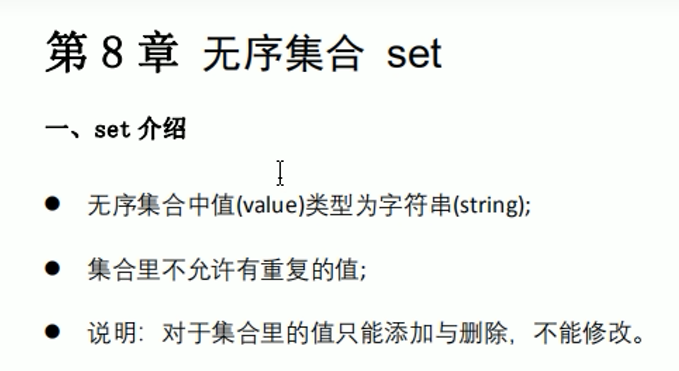 第 8 章 无序集合 set
一、set 介绍
● 无序集合中值(value)类型为字符串(string);
● 集合里不允许有重复的值;
● 说明：对于集合里的值只能添加与删除，不能修改。